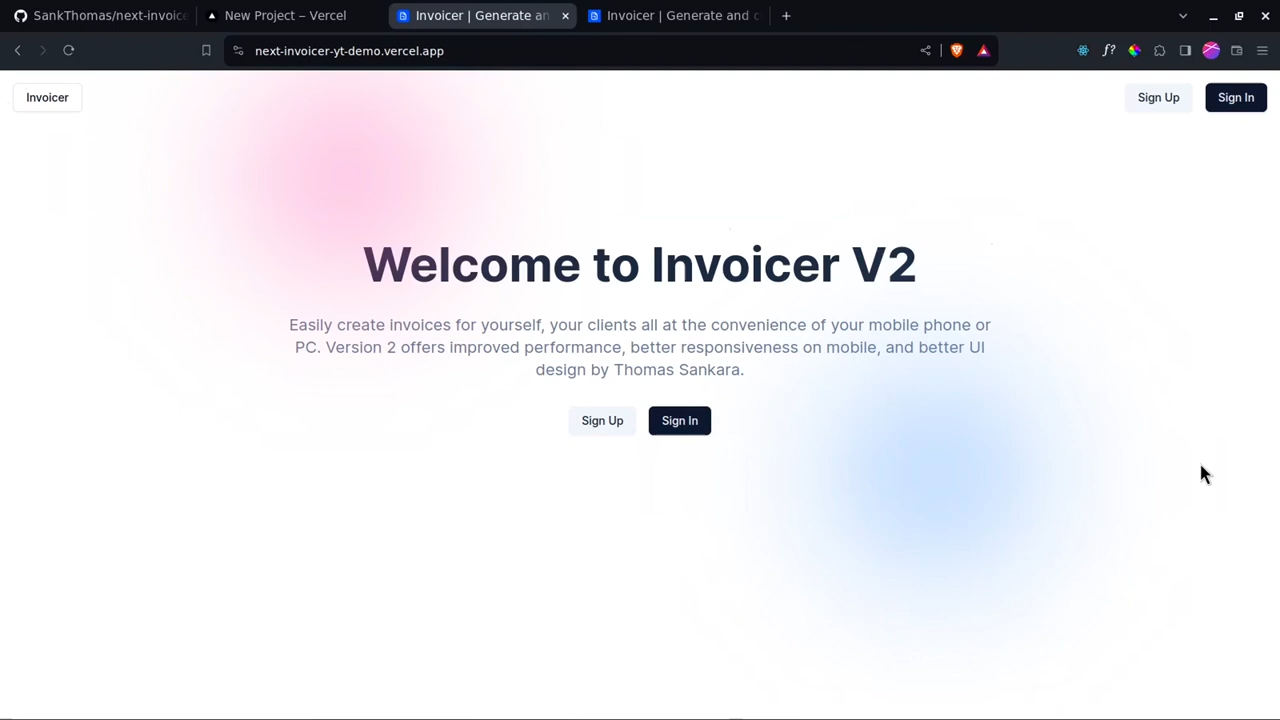 SankThomas/next-invoice
New Project – Vercel
Invoicer | Generate an
Invoicer | Generate and c
next-invoicer-yt-demo.vercel.app
f?
Invoicer
Sign Up
Sign In
Welcome to Invoicer V2
Easily create invoices for yourself, your clients all at the convenience of your mobile phone or
PC. Version 2 offers improved performance, better responsiveness on mobile, and better UI
design by Thomas Sankara.
Sign Up
Sign In